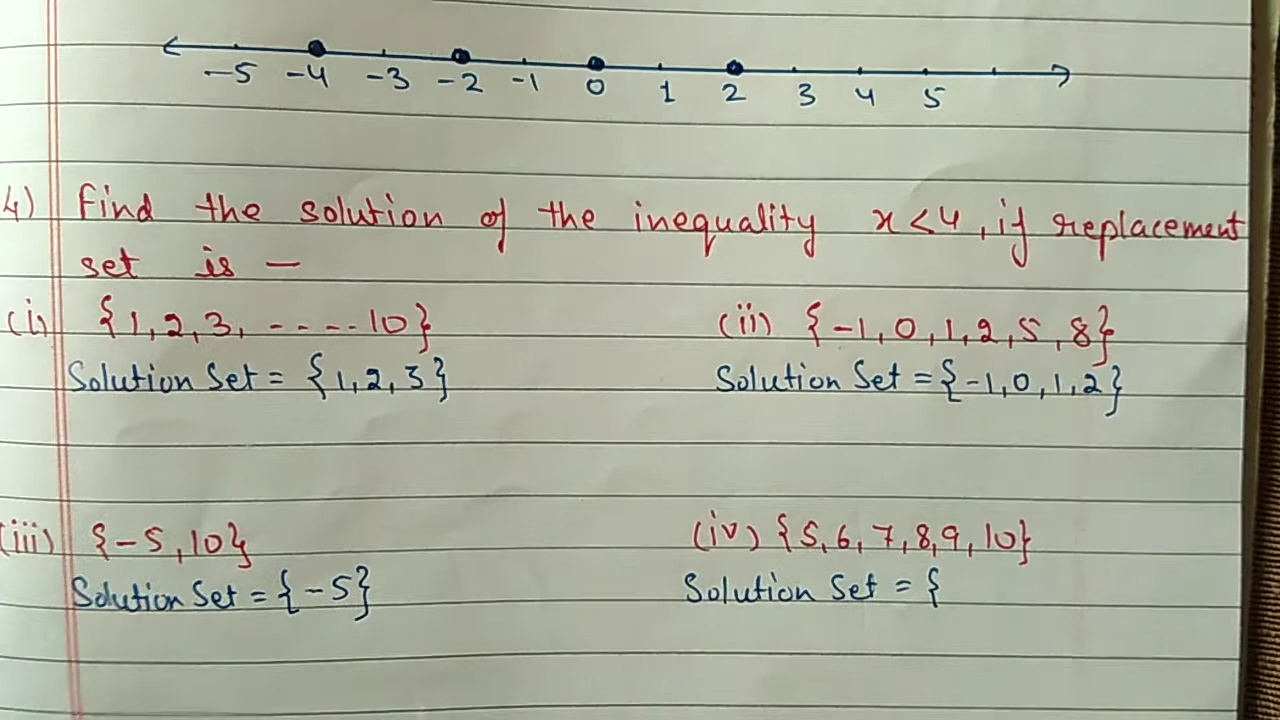 -5 -4 -3 -2 -1 0 1 2 3 4 5
4) Find the solution of the inequality x<4, if replacement
set is —
(i) {1,2,3, -----10} (ii) {-1,0,1,2,5,8}
Solution Set = {1,2,3} Solution Set = {-1,0,1,2}
(iii) {-5,10} (iv) {5,6,7,8,9,10}
Solution Set = {-5} Solution Set = {